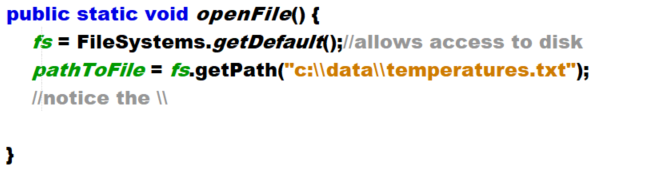 public static void openFile() {
fs = FileSystems.getDefault();//allows access to disk
pathToFile = fs.getPath("c:\\data\\temperatures.txt");
//notice the \\
}